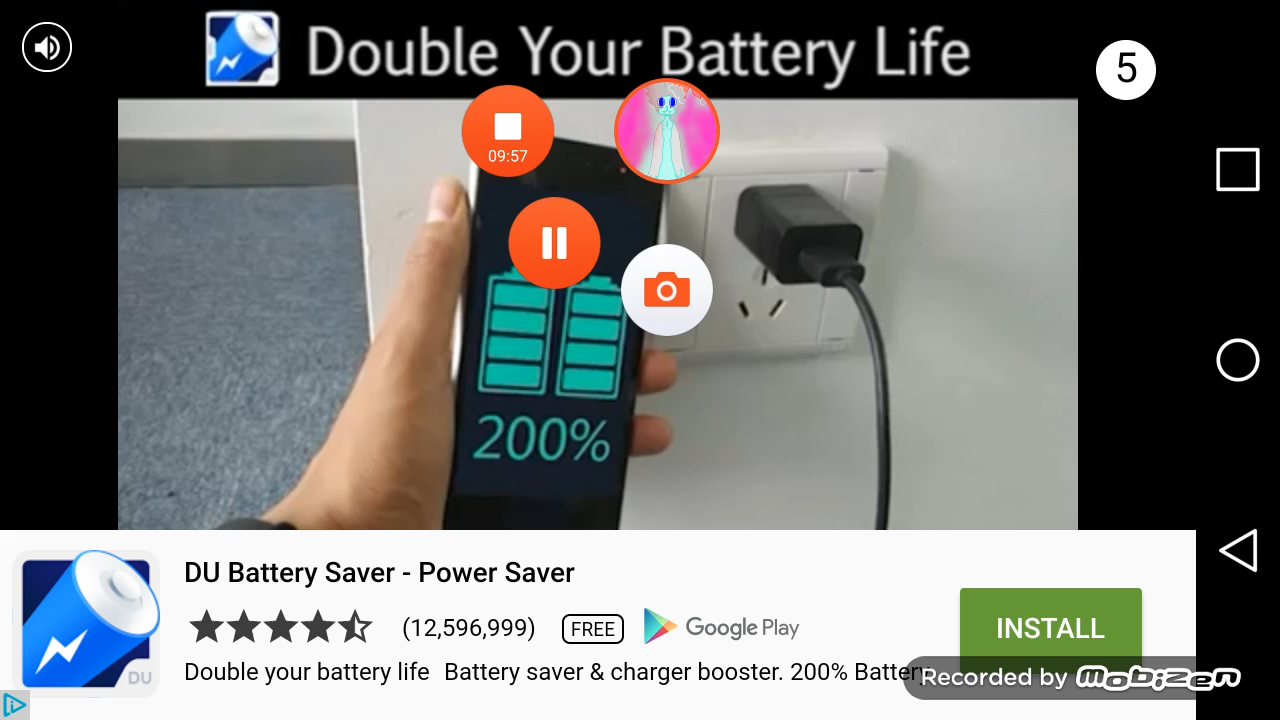 Double Your Battery Life
5
09:57
200%
DU Battery Saver - Power Saver
(12,596,999) FREE Google Play
INSTALL
Double your battery life Battery saver & charger booster. 200% Battery
DU
Recorded by mobizen